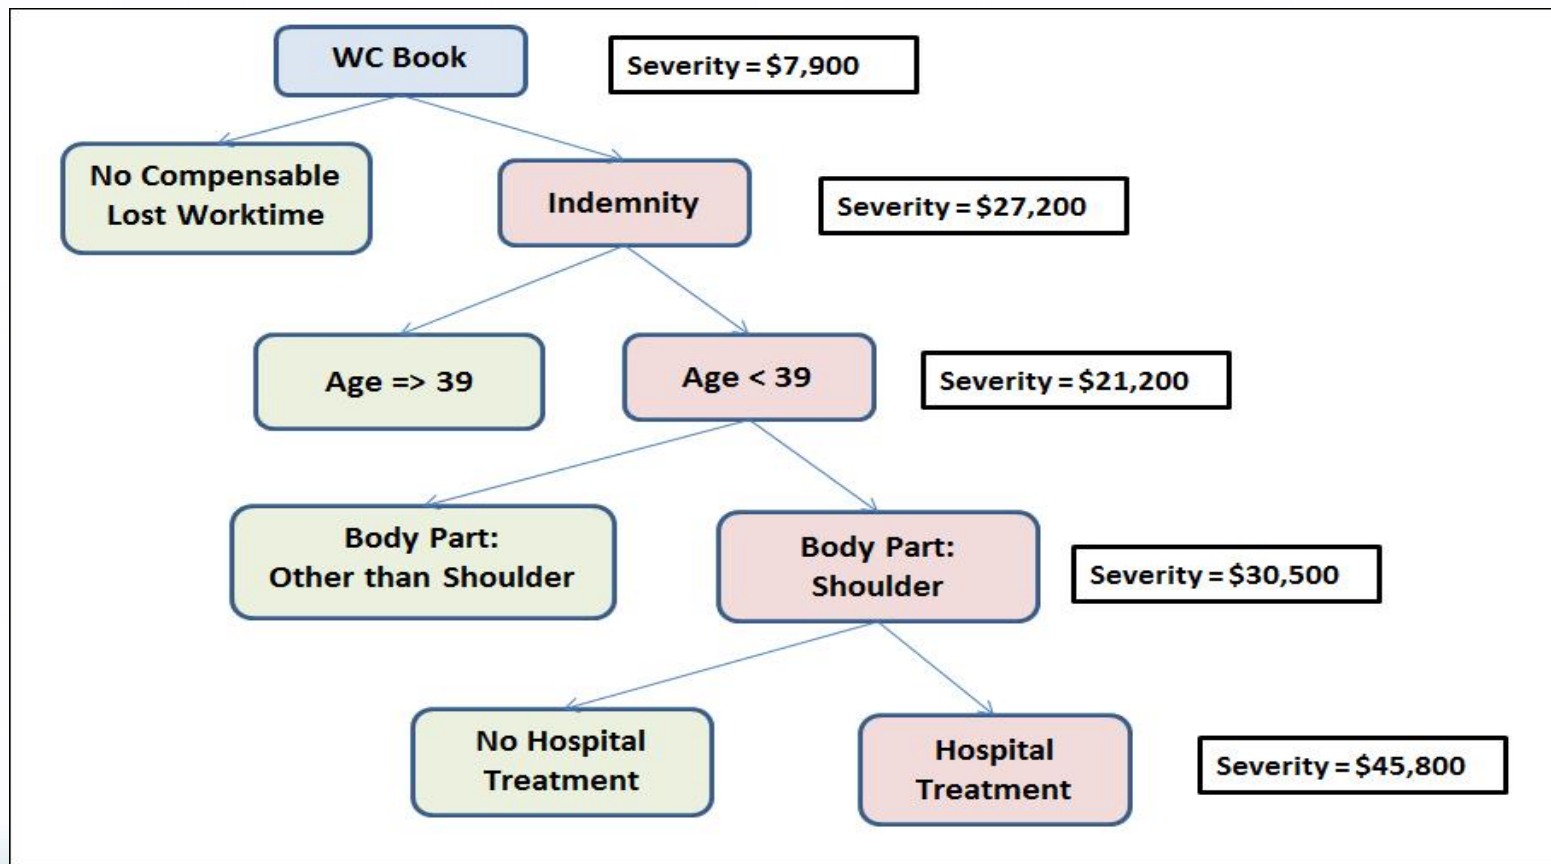 WC Book
Severity = $7,900
No Compensable
Lost Worktime
Indemnity
Severity = $27,200
Age => 39
Age < 39
Severity = $21,200
Body Part:
Other than Shoulder
Body Part:
Shoulder
Severity = $30,500
No Hospital
Treatment
Hospital
Treatment
Severity = $45,800